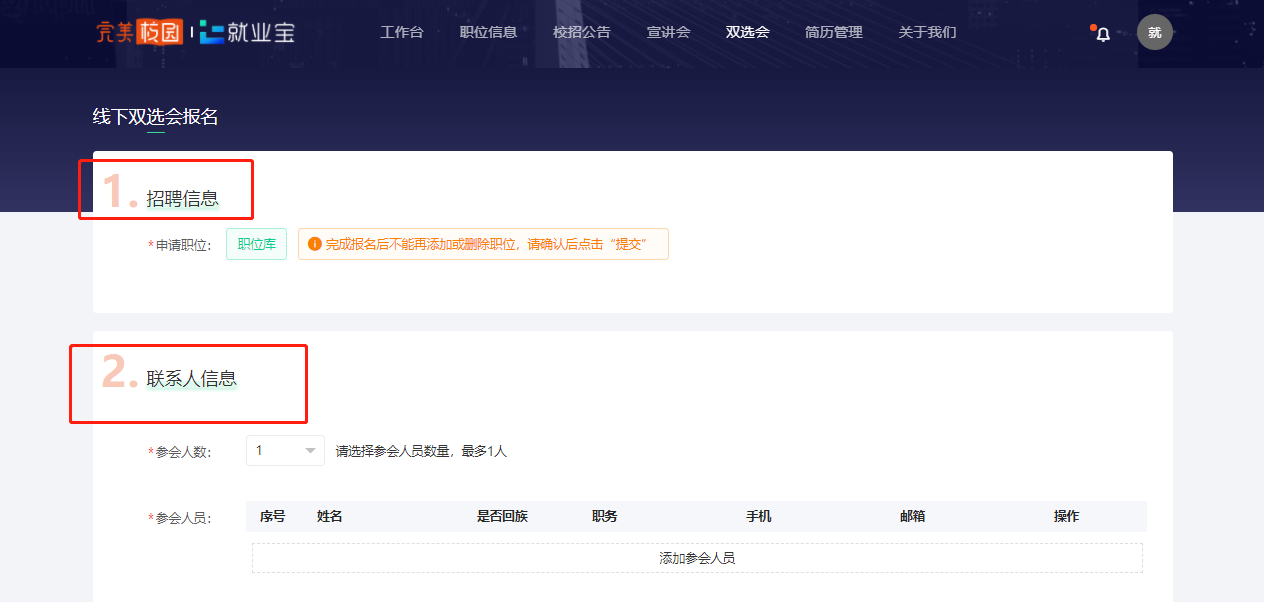 完美校园 | 就业宝 工作台 职位信息 校招公告 宣讲会 双选会 简历管理 关于我们 就
线下双选会报名
1. 招聘信息
*申请职位: 职位库 完成报名后不能再添加或删除职位，请确认后点击“提交”
2. 联系人信息
*参会人数: 1 请选择参会人员数量，最多1人
*参会人员: 序号 姓名 是否回族 职务 手机 邮箱 操作
添加参会人员